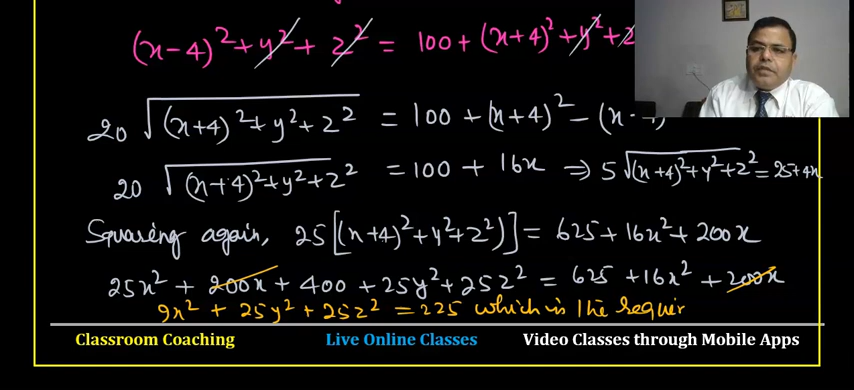 (x-4)² + y² + z² = 100 + (x+4)² + y² + z
20 √(x+4)² + y² + z² = 100 + (x+4)² - (x-4)
20 √(x+4)² + y² + z² = 100 + 16x ⇒ 5 √(x+4)² + y² + z² = 25+4x
Squaring again, 25[(x+4)² + y² + z²)] = 625 + 16x² + 200x
25x² + 200x + 400 + 25y² + 25z² = 625 + 16x² + 200x
9x² + 25y² + 25z² = 225 which is the requir
Classroom Coaching Live Online Classes Video Classes through Mobile Apps